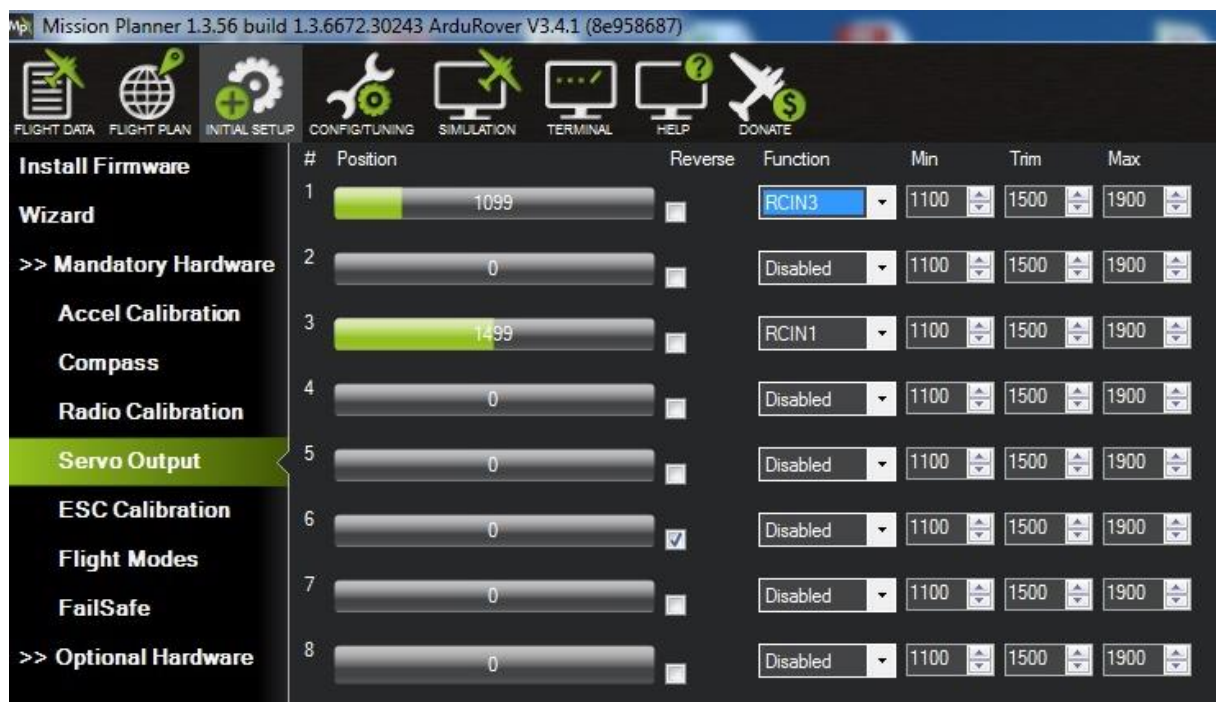 Mission Planner 1.3.56 build 1.3.6672.30243 ArduRover V3.4.1 (8e958687)
FLIGHT DATA FLIGHT PLAN INITIAL SETUP CONFIG/TUNING SIMULATION TERMINAL HELP DONATE
Install Firmware
Wizard
>> Mandatory Hardware
Accel Calibration
Compass
Radio Calibration
Servo Output
ESC Calibration
Flight Modes
FailSafe
>> Optional Hardware
# Position Reverse Function Min Trim Max
1 1099 RCIN3 1100 1500 1900
2 0 Disabled 1100 1500 1900
3 1499 RCIN1 1100 1500 1900
4 0 Disabled 1100 1500 1900
5 0 Disabled 1100 1500 1900
6 0 Disabled 1100 1500 1900
7 0 Disabled 1100 1500 1900
8 0 Disabled 1100 1500 1900